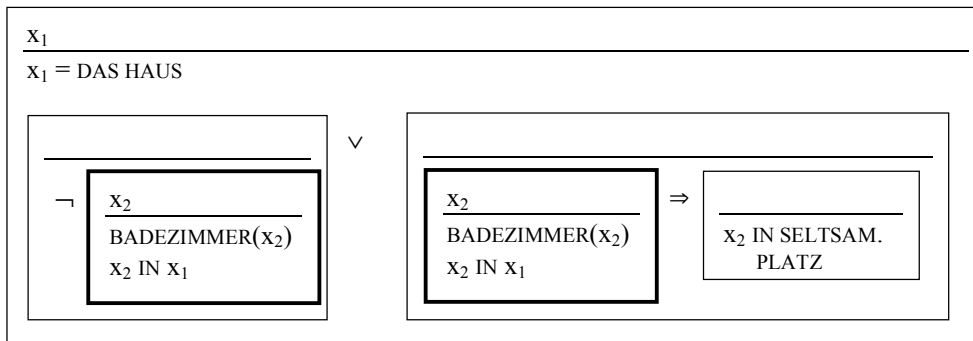 x₁
x₁ = DAS HAUS
∨
¬ x₂ x₂ ⇒
BADEZIMMER(x₂) BADEZIMMER(x₂) x₂ IN SELTSAM.
x₂ IN x₁ x₂ IN x₁ PLATZ